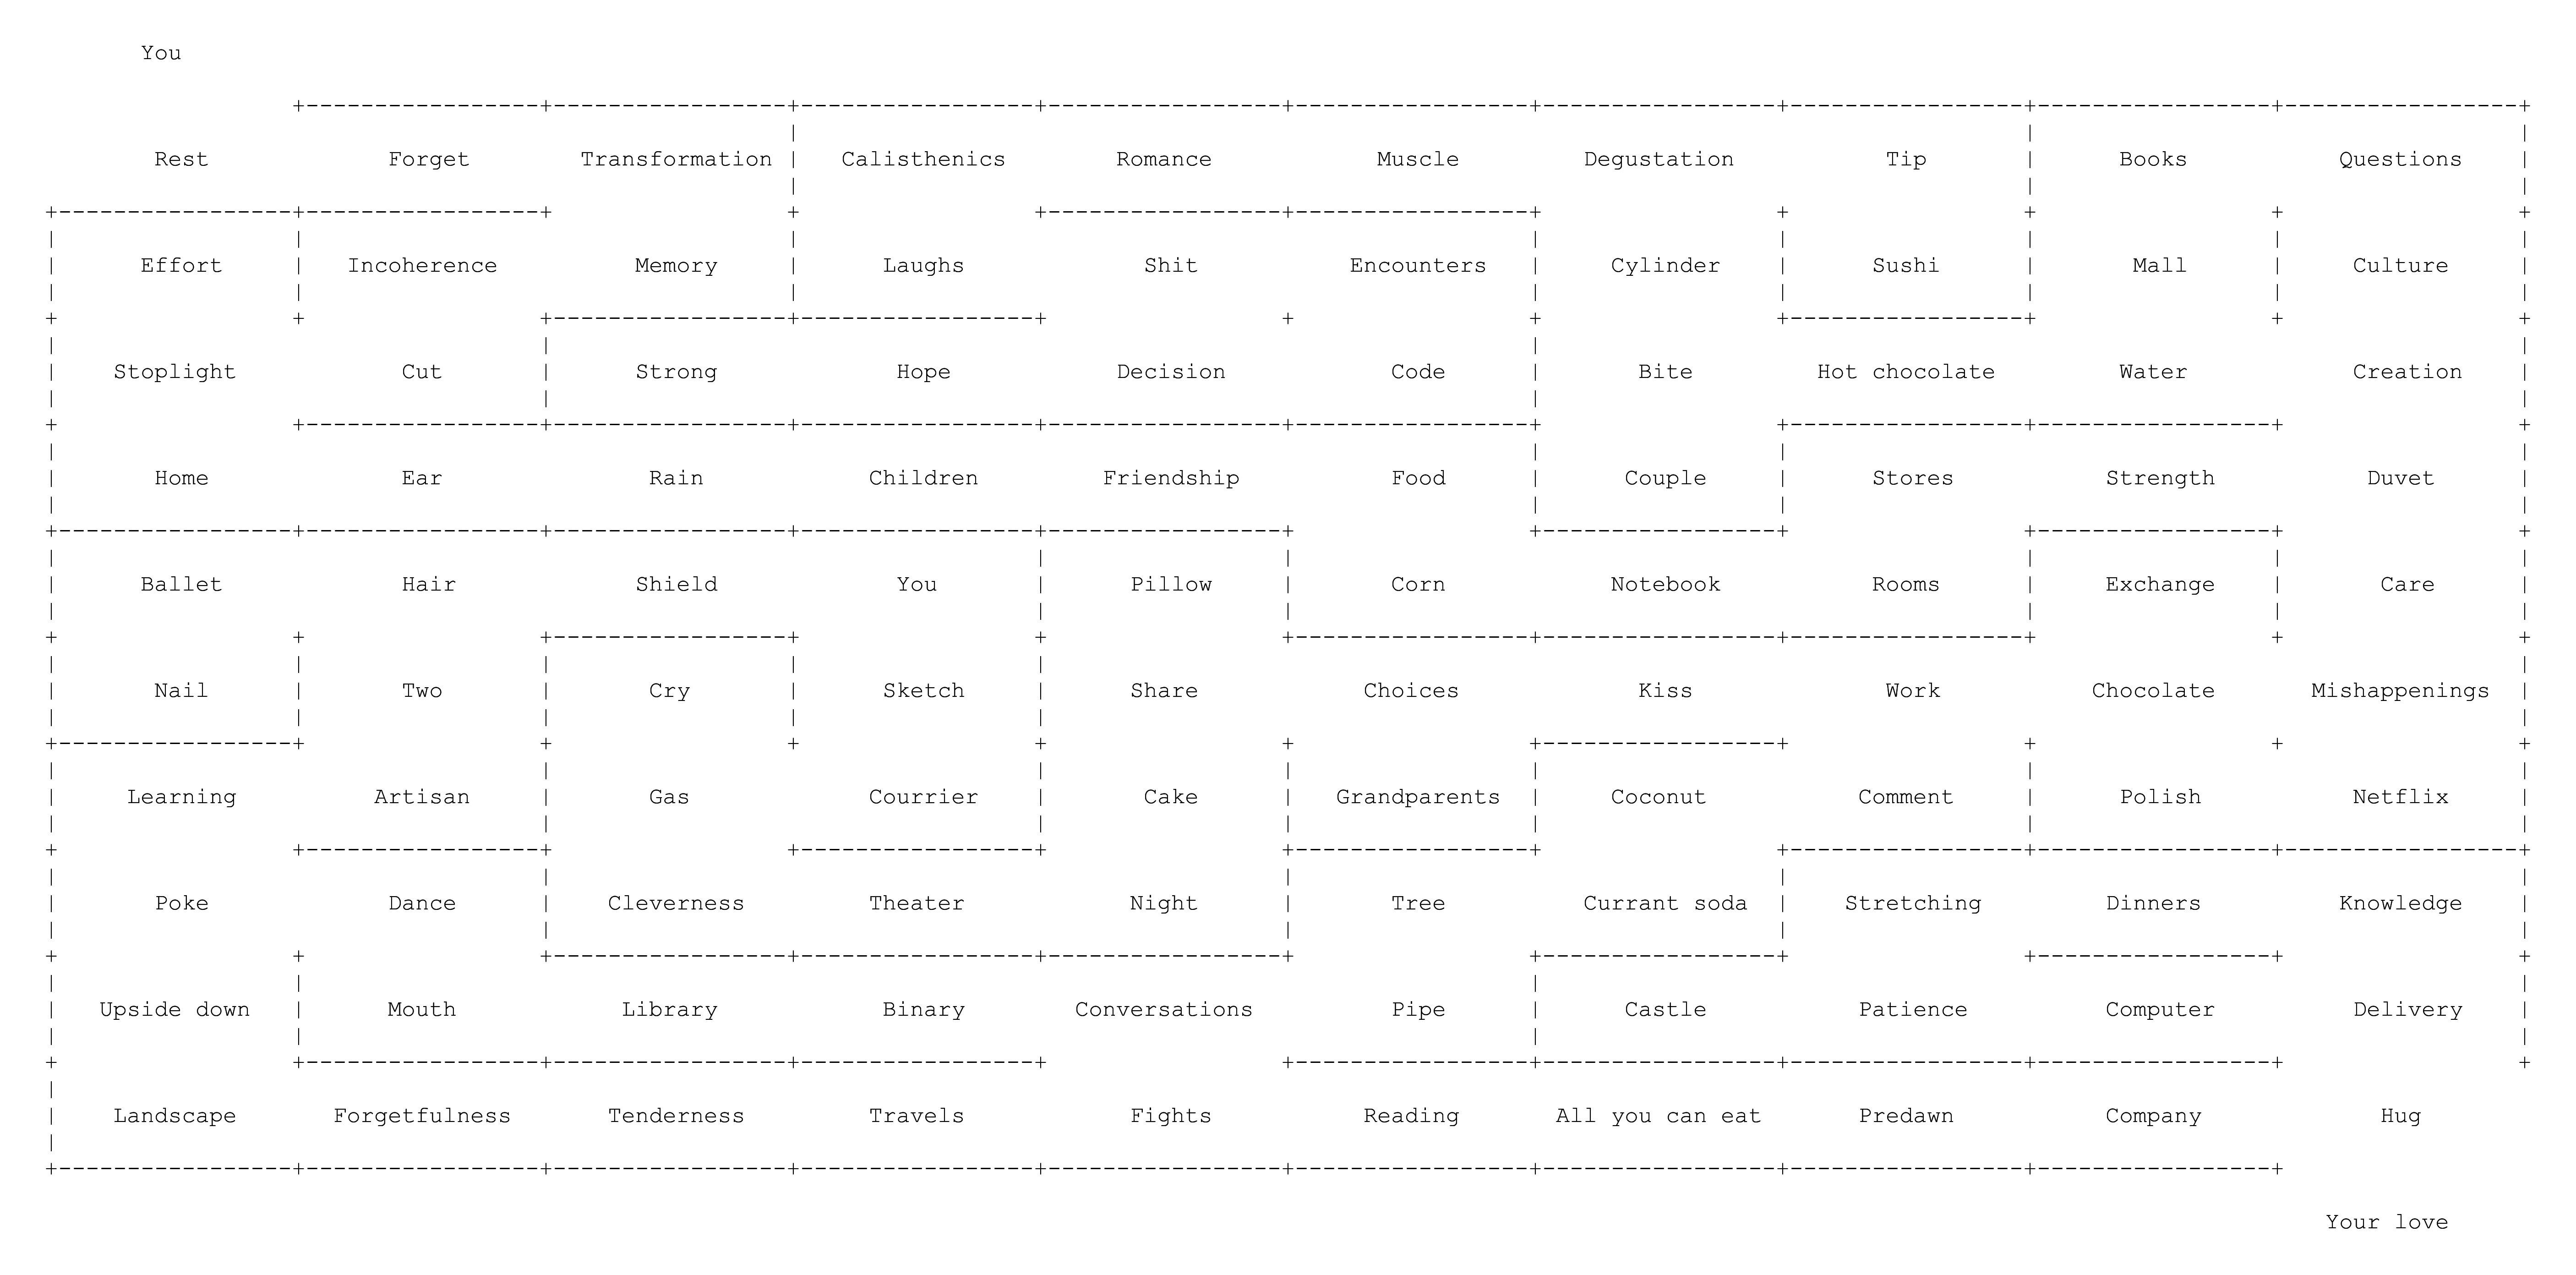 You
Rest Forget Transformation Calisthenics Romance Muscle Degustation Tip Books Questions
Effort Incoherence Memory Laughs Shit Encounters Cylinder Sushi Mall Culture
Stoplight Cut Strong Hope Decision Code Bite Hot chocolate Water Creation
Home Ear Rain Children Friendship Food Couple Stores Strength Duvet
Ballet Hair Shield You Pillow Corn Notebook Rooms Exchange Care
Nail Two Cry Sketch Share Choices Kiss Work Chocolate Mishappenings
Learning Artisan Gas Courrier Cake Grandparents Coconut Comment Polish Netflix
Poke Dance Cleverness Theater Night Tree Currant soda Stretching Dinners Knowledge
Upside down Mouth Library Binary Conversations Pipe Castle Patience Computer Delivery
Landscape Forgetfulness Tenderness Travels Fights Reading All you can eat Predawn Company Hug
Your love